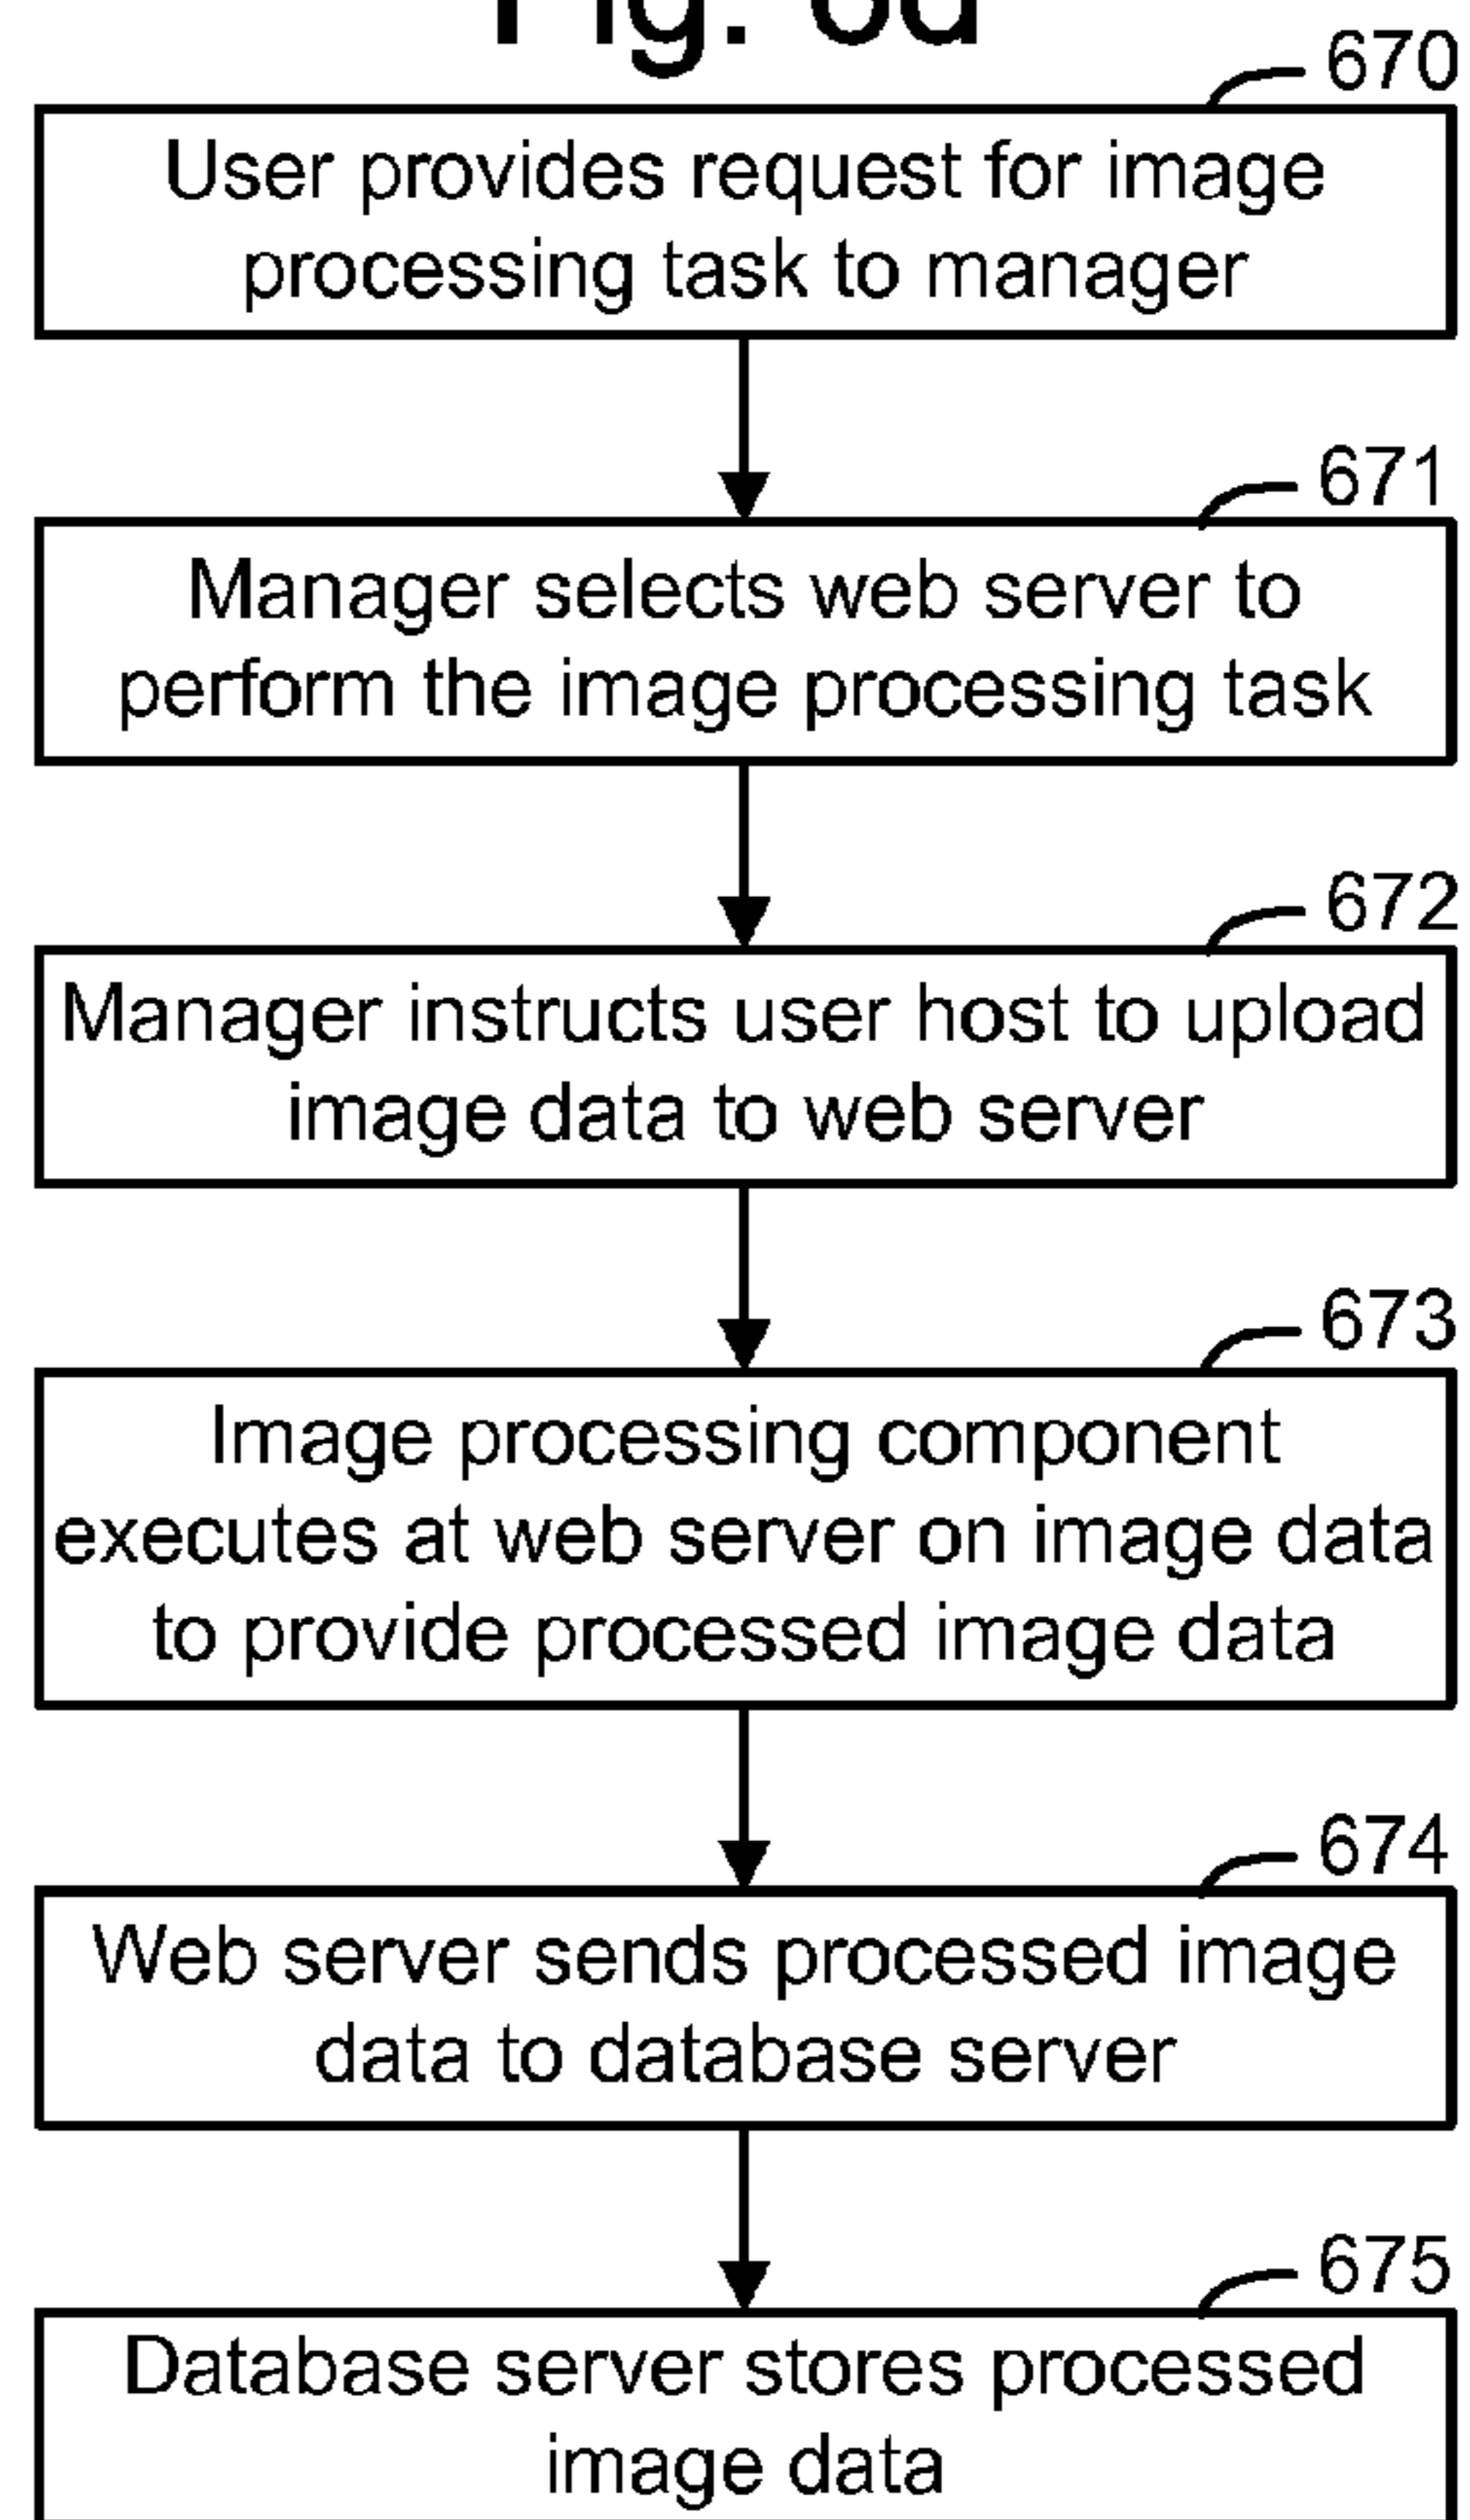 Fig.
670
User provides request for image
processing task to manager
671
Manager selects web server to
perform the image processing task
672
Manager instructs user host to upload
image data to web server
673
Image processing component
executes at web server on image data
to provide processed image data
674
Web server sends processed image
data to database server
675
Database server stores processed
image data